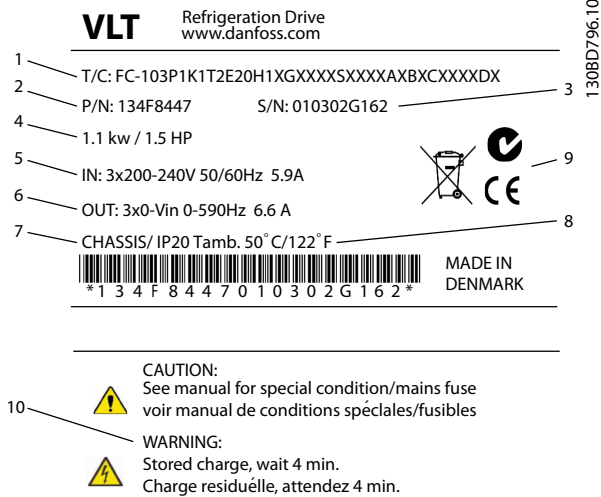 VLT
Refrigeration Drive
www.danfoss.com
130BD796.10
1
T/C: FC-103P1K1T2E20H1XGXXXXSXXXXAXBXCXXXXDX
2
P/N: 134F8447 S/N: 010302G162
3
4
1.1 kw / 1.5 HP
5
IN: 3x200-240V 50/60Hz 5.9A
9
CE
6
OUT: 3x0-Vin 0-590Hz 6.6 A
7
CHASSIS/ IP20 Tamb. 50°C/122°F
8
*134F8447010302G162*
MADE IN
DENMARK
CAUTION:
See manual for special condition/mains fuse
voir manual de conditions spéclales/fusibles
10
WARNING:
Stored charge, wait 4 min.
Charge residuélle, attendez 4 min.